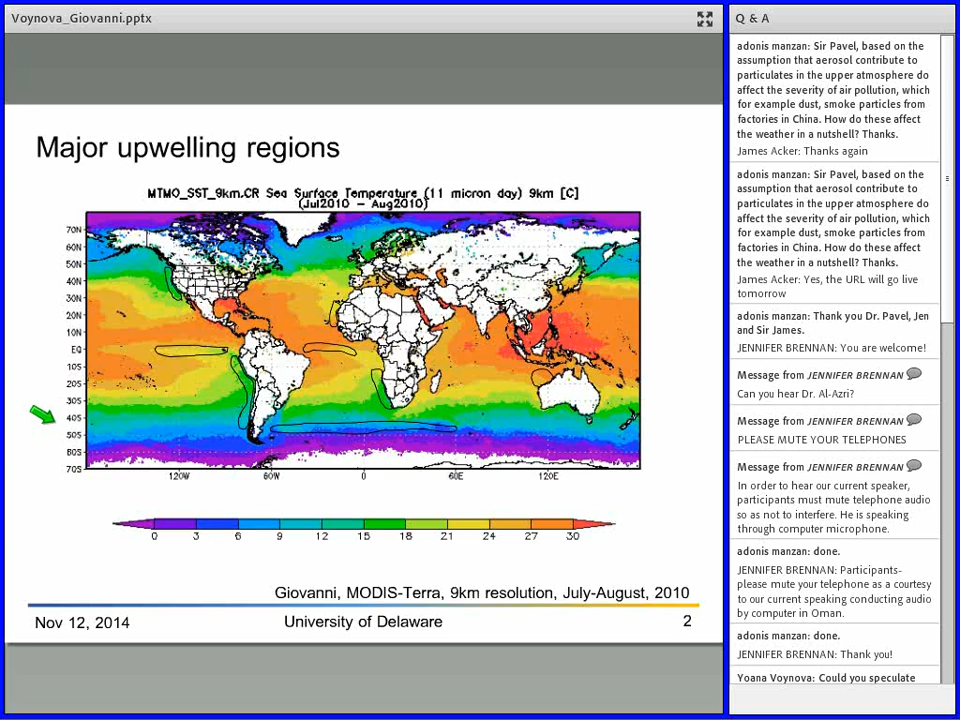 Voynova_Giovanni.pptx
Major upwelling regions
MTMO_SST_9km.CR Sea Surface Temperature (11 micron day) 9km [C]
(Jul2010 – Aug2010)
70N
60N
50N
40N
30N
20N
10N
EQ
10S
20S
30S
40S
50S
60S
70S
120W 60W 0 60E 120E
0 3 6 9 12 15 18 21 24 27 30
Giovanni, MODIS-Terra, 9km resolution, July-August, 2010
Nov 12, 2014 University of Delaware 2
Q & A
adonis manzan: Sir Pavel, based on the
assumption that aerosol contribute to
particulates in the upper atmosphere do
affect the severity of air pollution, which
for example dust, smoke particles from
factories in China. How do these affect
the weather in a nutshell? Thanks.
James Acker: Thanks again
adonis manzan: Sir Pavel, based on the
assumption that aerosol contribute to
particulates in the upper atmosphere do
affect the severity of air pollution, which
for example dust, smoke particles from
factories in China. How do these affect
the weather in a nutshell? Thanks.
James Acker: Yes, the URL will go live
tomorrow
adonis manzan: Thank you Dr. Pavel, Jen
and Sir James.
JENNIFER BRENNAN: You are welcome!
Message from JENNIFER BRENNAN
Can you hear Dr. Al-Azri?
Message from JENNIFER BRENNAN
PLEASE MUTE YOUR TELEPHONES
Message from JENNIFER BRENNAN
In order to hear our current speaker,
participants must mute telephone audio
so as not to interfere. He is speaking
through computer microphone.
adonis manzan: done.
JENNIFER BRENNAN: Participants-
please mute your telephone as a courtesy
to our current speaking conducting audio
by computer in Oman.
adonis manzan: done.
JENNIFER BRENNAN: Thank you!
Yoana Voynova: Could you speculate